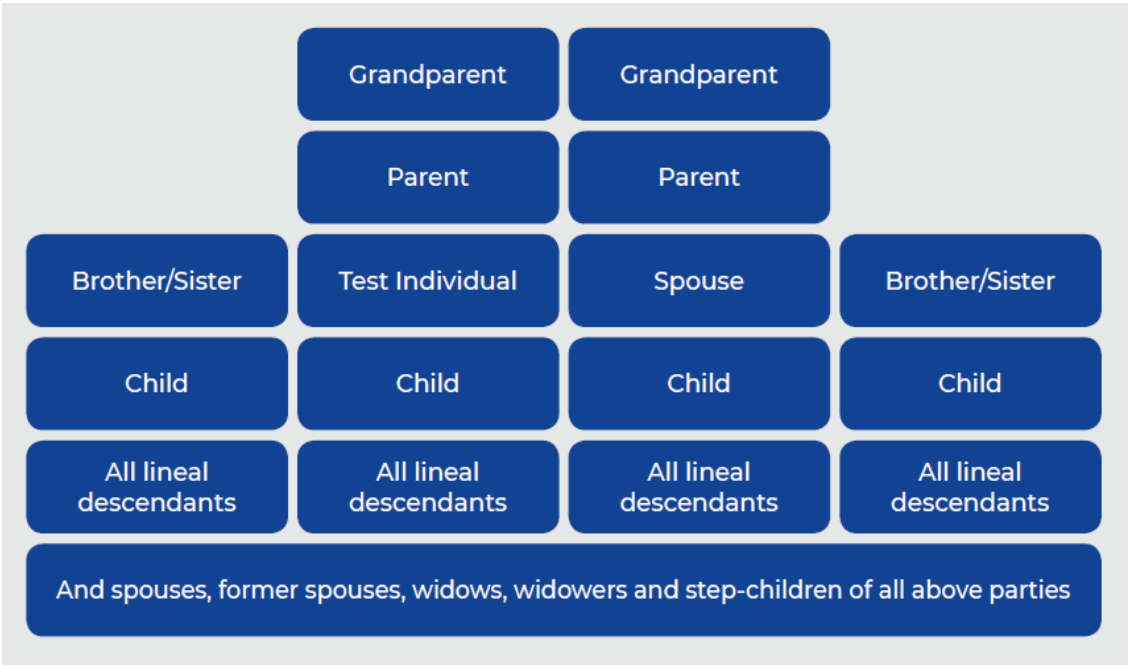 Grandparent
Grandparent
Parent
Parent
Brother/Sister
Test Individual
Spouse
Brother/Sister
Child
Child
Child
Child
All lineal
descendants
All lineal
descendants
All lineal
descendants
All lineal
descendants
And spouses, former spouses, widows, widowers and step-children of all above parties